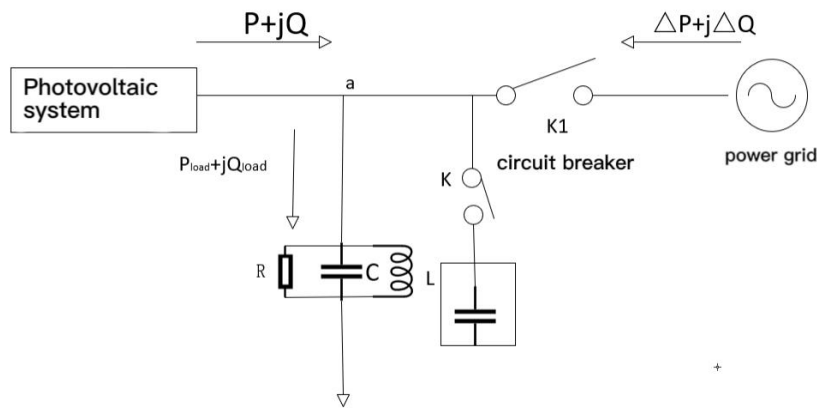 P+jQ
△P+j△Q
Photovoltaic
system
a
K1
Pload+jQload
K
circuit breaker
power grid
R
C
L